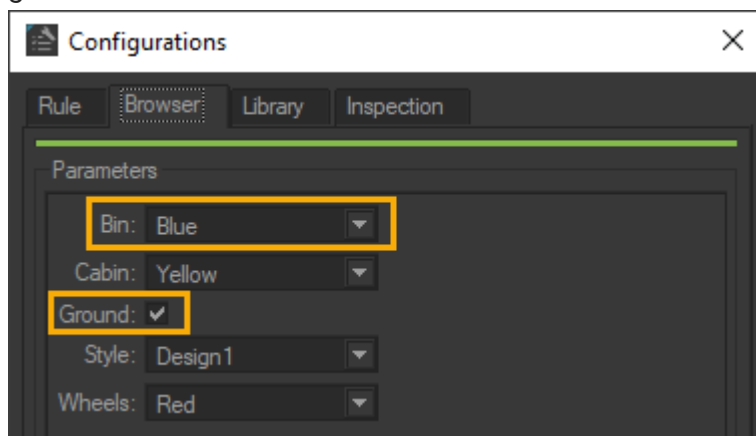 Configurations
Rule Browser Library Inspection
Parameters
Bin: Blue
Cabin: Yellow
Ground:
Style: Design1
Wheels: Red